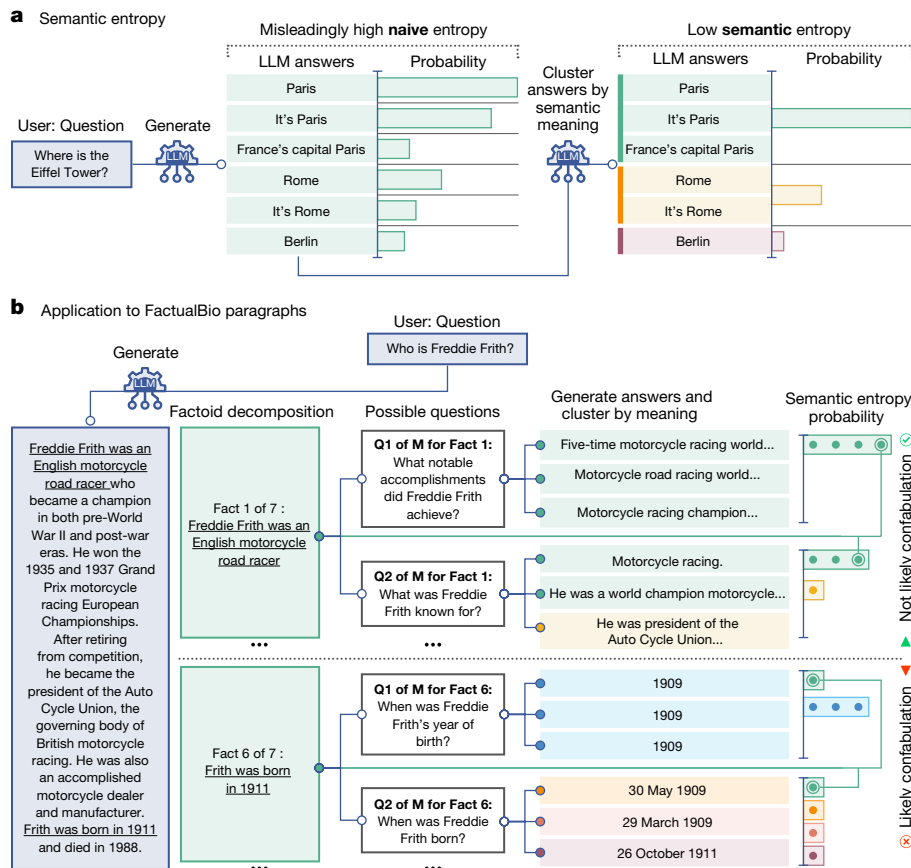 a Semantic entropy
Misleadingly high naive entropy
LLM answers
Probability
Paris
It's Paris
France's capital Paris
Rome
It's Rome
Berlin
User: Question
Where is the
Eiffel Tower?
Generate
LLM
Cluster
answers by
semantic
meaning
LLM
Low semantic entropy
LLM answers
Probability
Paris
It's Paris
France's capital Paris
Rome
It's Rome
Berlin
b Application to FactualBio paragraphs
User: Question
Who is Freddie Frith?
Generate
LLM
Freddie Frith was an
English motorcycle
road racer who
became a champion
in both pre-World
War II and post-war
eras. He won the
1935 and 1937 Grand
Prix motorcycle
racing European
Championships.
After retiring
from competition,
he became the
president of the Auto
Cycle Union, the
governing body of
British motorcycle
racing. He was also
an accomplished
motorcycle dealer
and manufacturer.
Frith was born in 1911
and died in 1988.
Factoid decomposition
Fact 1 of 7 :
Freddie Frith was an
English motorcycle
road racer
•••
Fact 6 of 7 :
Frith was born
in 1911
•••
Possible questions
Q1 of M for Fact 1:
What notable
accomplishments
did Freddie Frith
achieve?
Q2 of M for Fact 1:
What was Freddie
Frith known for?
•••
Q1 of M for Fact 6:
When was Freddie
Frith's year of
birth?
Q2 of M for Fact 6:
When was Freddie
Frith born?
•••
Generate answers and
cluster by meaning
Five-time motorcycle racing world...
Motorcycle road racing world...
Motorcycle racing champion...
Motorcycle racing.
He was a world champion motorcycle...
He was president of the
Auto Cycle Union...
1909
1909
1909
30 May 1909
29 March 1909
26 October 1911
Semantic entropy
probability
Not likely confabulation
Likely confabulation